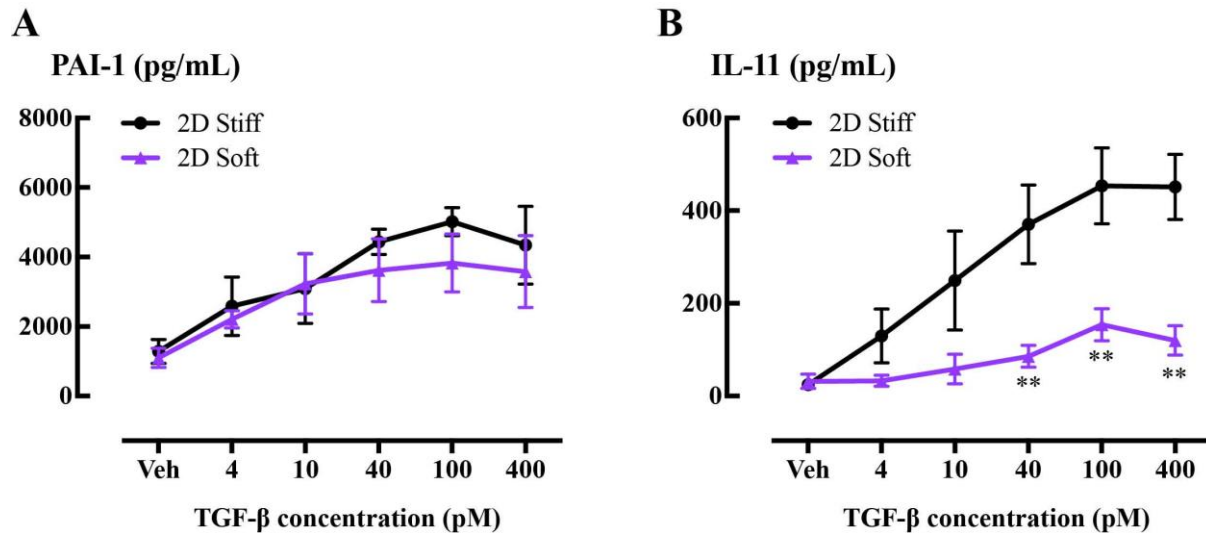 A
PAI-1 (pg/mL)
8000
2D Stiff
2D Soft
6000
4000
2000
0
Veh 4 10 40 100 400
TGF-β concentration (pM)
B
IL-11 (pg/mL)
600
2D Stiff
2D Soft
400
200
** ** **
0
Veh 4 10 40 100 400
TGF-β concentration (pM)